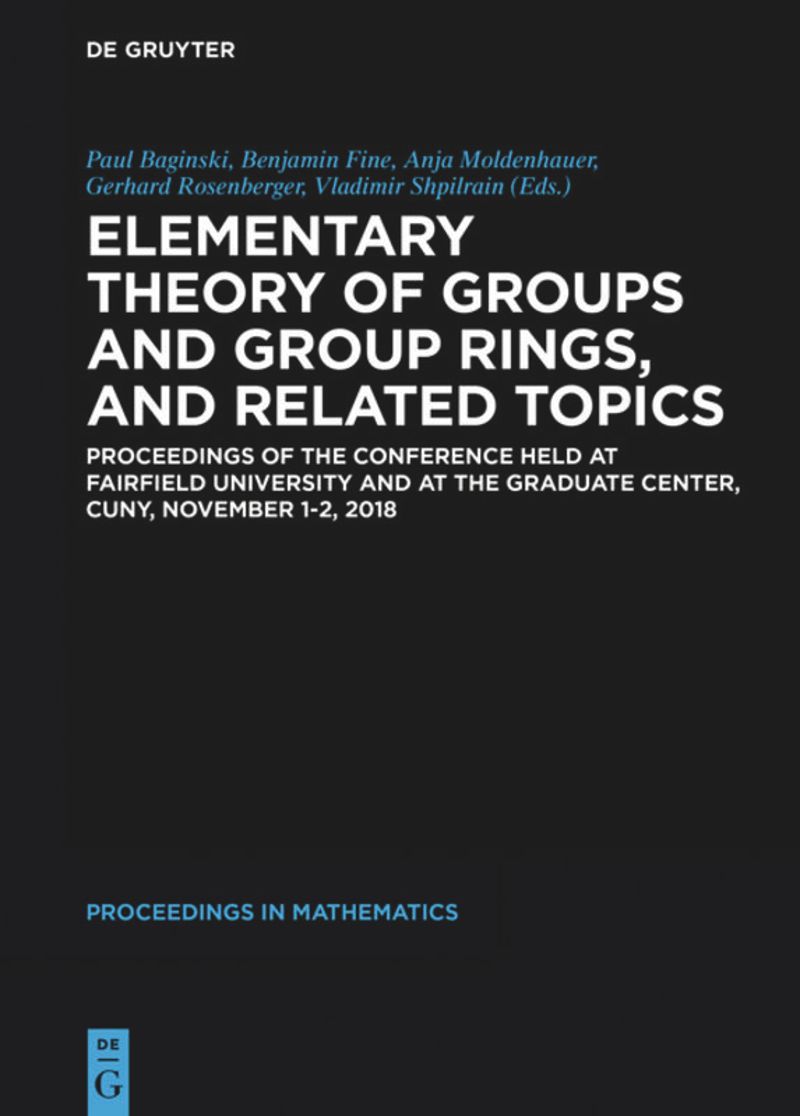 DE GRUYTER
Paul Baginski, Benjamin Fine, Anja Moldenhauer,
Gerhard Rosenberger, Vladimir Shpilrain (Eds.)
ELEMENTARY
THEORY OF GROUPS
AND GROUP RINGS,
AND RELATED TOPICS
PROCEEDINGS OF THE CONFERENCE HELD AT
FAIRFIELD UNIVERSITY AND AT THE GRADUATE CENTER,
CUNY, NOVEMBER 1-2, 2018
PROCEEDINGS IN MATHEMATICS
DE
G